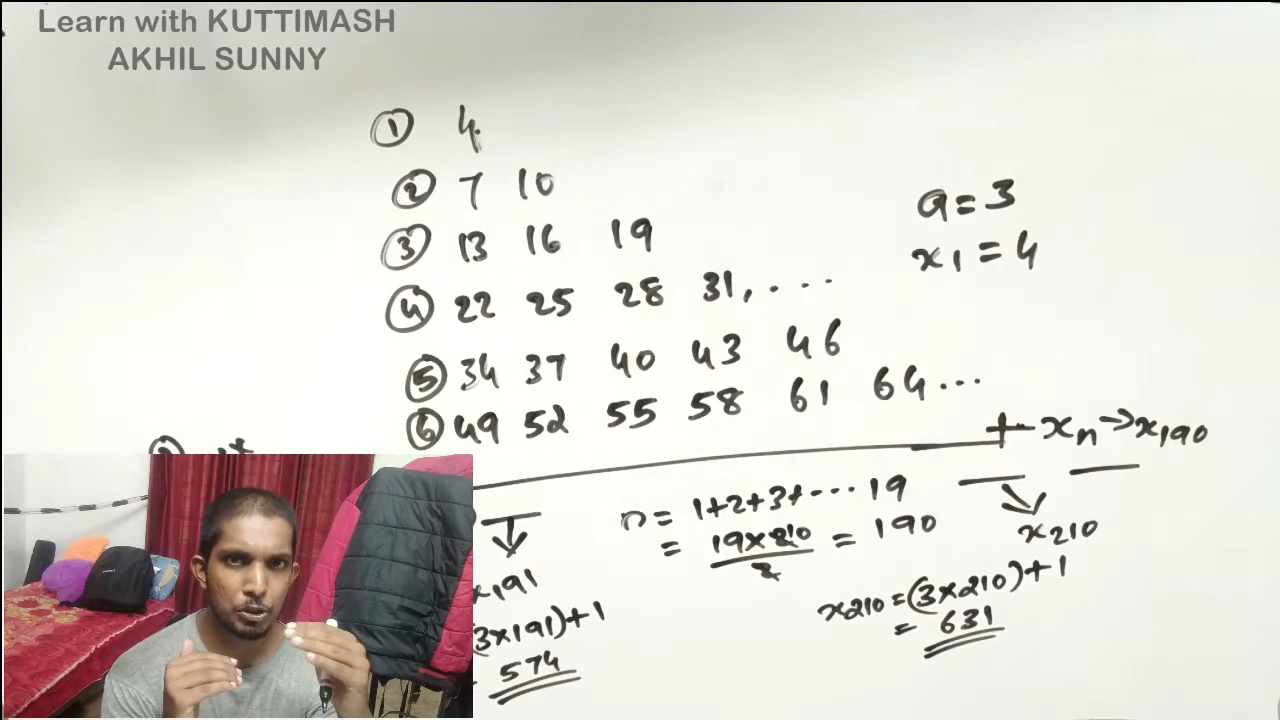 Learn with KUTTIMASH
AKHIL SUNNY
① 4
② 7 10
③ 13 16 19
④ 22 25 28 31, ....
⑤ 34 37 40 43 46
⑥ 49 52 55 58 61 64 ...
a = 3
x1 = 4
xn → x190
n = 1+2+3+ ... 19
= 19×20/2 = 190
x191
3×191)+1
574
x210
x210 = (3×210)+1
= 631